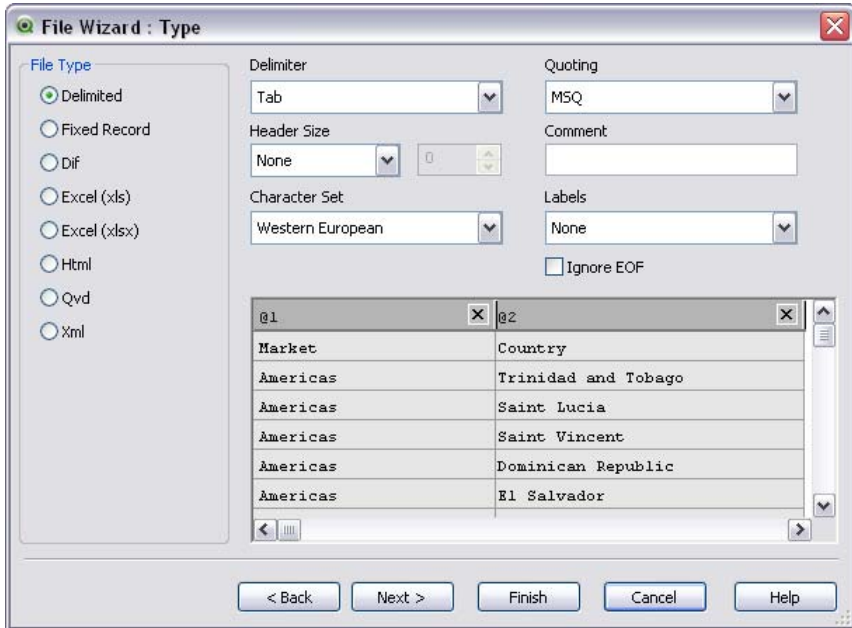 File Wizard : Type
File Type
Delimited
Fixed Record
Dif
Excel (xls)
Excel (xlsx)
Html
Qvd
Xml
Delimiter
Tab
Quoting
MSQ
Header Size
None
0
Comment
Character Set
Western European
Labels
None
Ignore EOF
@1 @2
Market Country
Americas Trinidad and Tobago
Americas Saint Lucia
Americas Saint Vincent
Americas Dominican Republic
Americas El Salvador
< Back Next > Finish Cancel Help